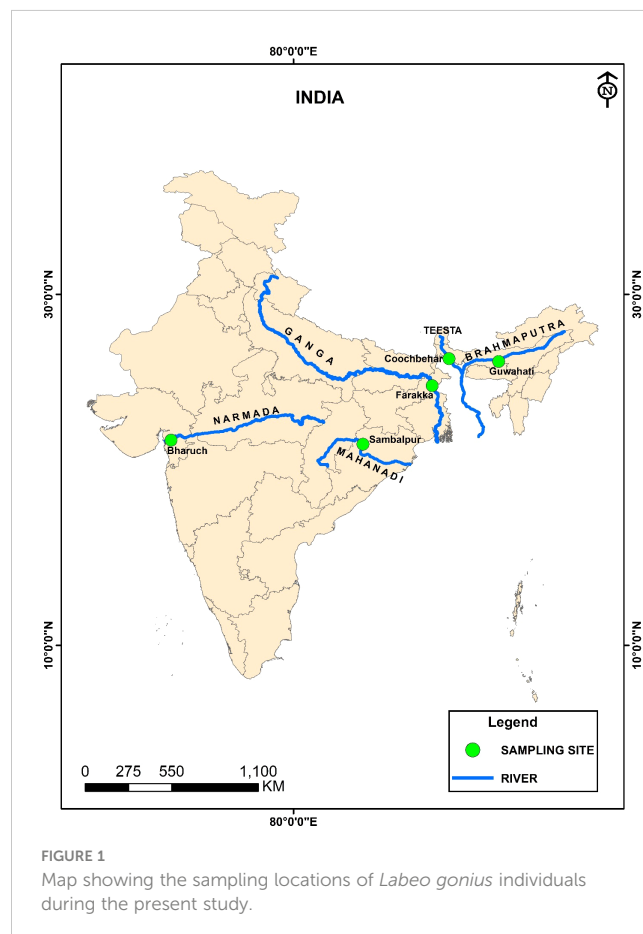 80°0'0"E
INDIA
N
30°0'0"N
30°0'0"N
GANGA
TEESTA
BRAHMAPUTRA
Coochbehar
Guwahati
Farakka
NARMADA
Bharuch
Sambalpur
MAHANADI
10°0'0"N
10°0'0"N
Legend
SAMPLING SITE
RIVER
0 275 550 1,100
KM
80°0'0"E
FIGURE 1
Map showing the sampling locations of Labeo gonius individuals
during the present study.